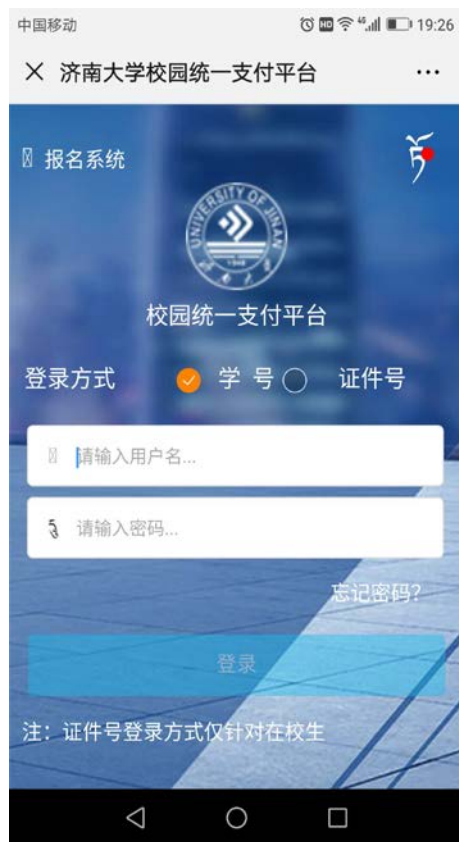 中国移动 HD 46 19:26
济南大学校园统一支付平台
报名系统
UNIVERSITY OF JINAN
1948
校园统一支付平台
登录方式 学 号 证件号
请输入用户名...
请输入密码...
忘记密码?
登录
注：证件号登录方式仅针对在校生